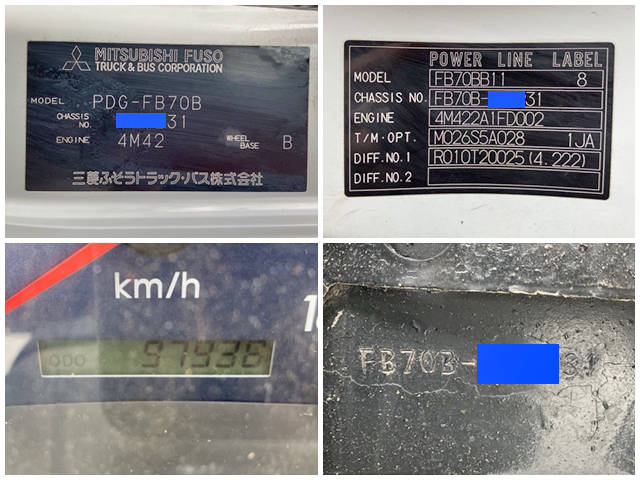 MITSUBISHI FUSO
TRUCK & BUS CORPORATION
MODEL PDG-FB70B
CHASSIS NO. 31
ENGINE 4M42 WHEEL BASE B
三菱ふそうトラック・バス株式会社
POWER LINE LABEL
MODEL FB70BB11 8
CHASSIS NO. FB70B- 31
ENGINE 4M422A1FD002
T/M・OPT. M026S5A028 1JA
DIFF.NO.1 R010T20025(4.222)
DIFF.NO.2
km/h
ODO 97936
FB70B- 31